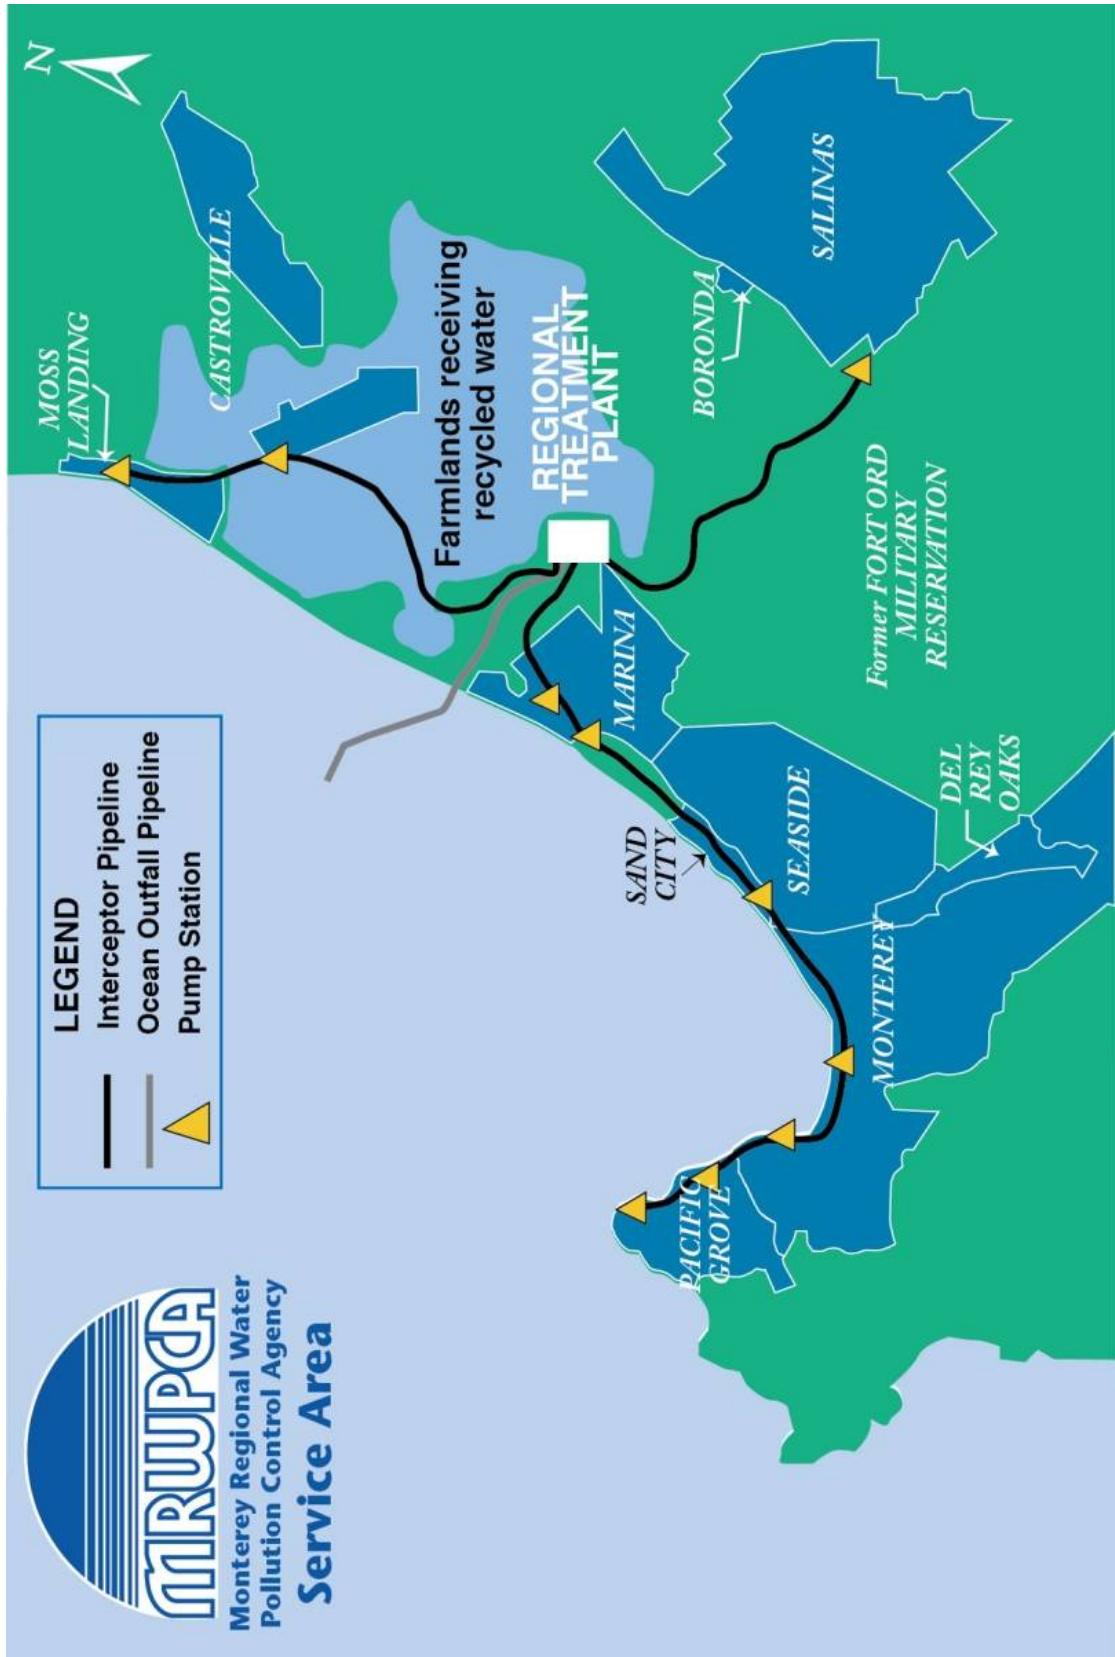 MRWPCA
Monterey Regional Water
Pollution Control Agency
Service Area
LEGEND
Interceptor Pipeline
Ocean Outfall Pipeline
Pump Station
N
MOSS
LANDING
CASTROVILLE
Farmlands receiving
recycled water
REGIONAL
TREATMENT
PLANT
MARINA
SAND
CITY
SEASIDE
BORONDA
SALINAS
Former FORT ORD
MILITARY
RESERVATION
DEL
REY
OAKS
MONTEREY
PACIFIC
GROVE